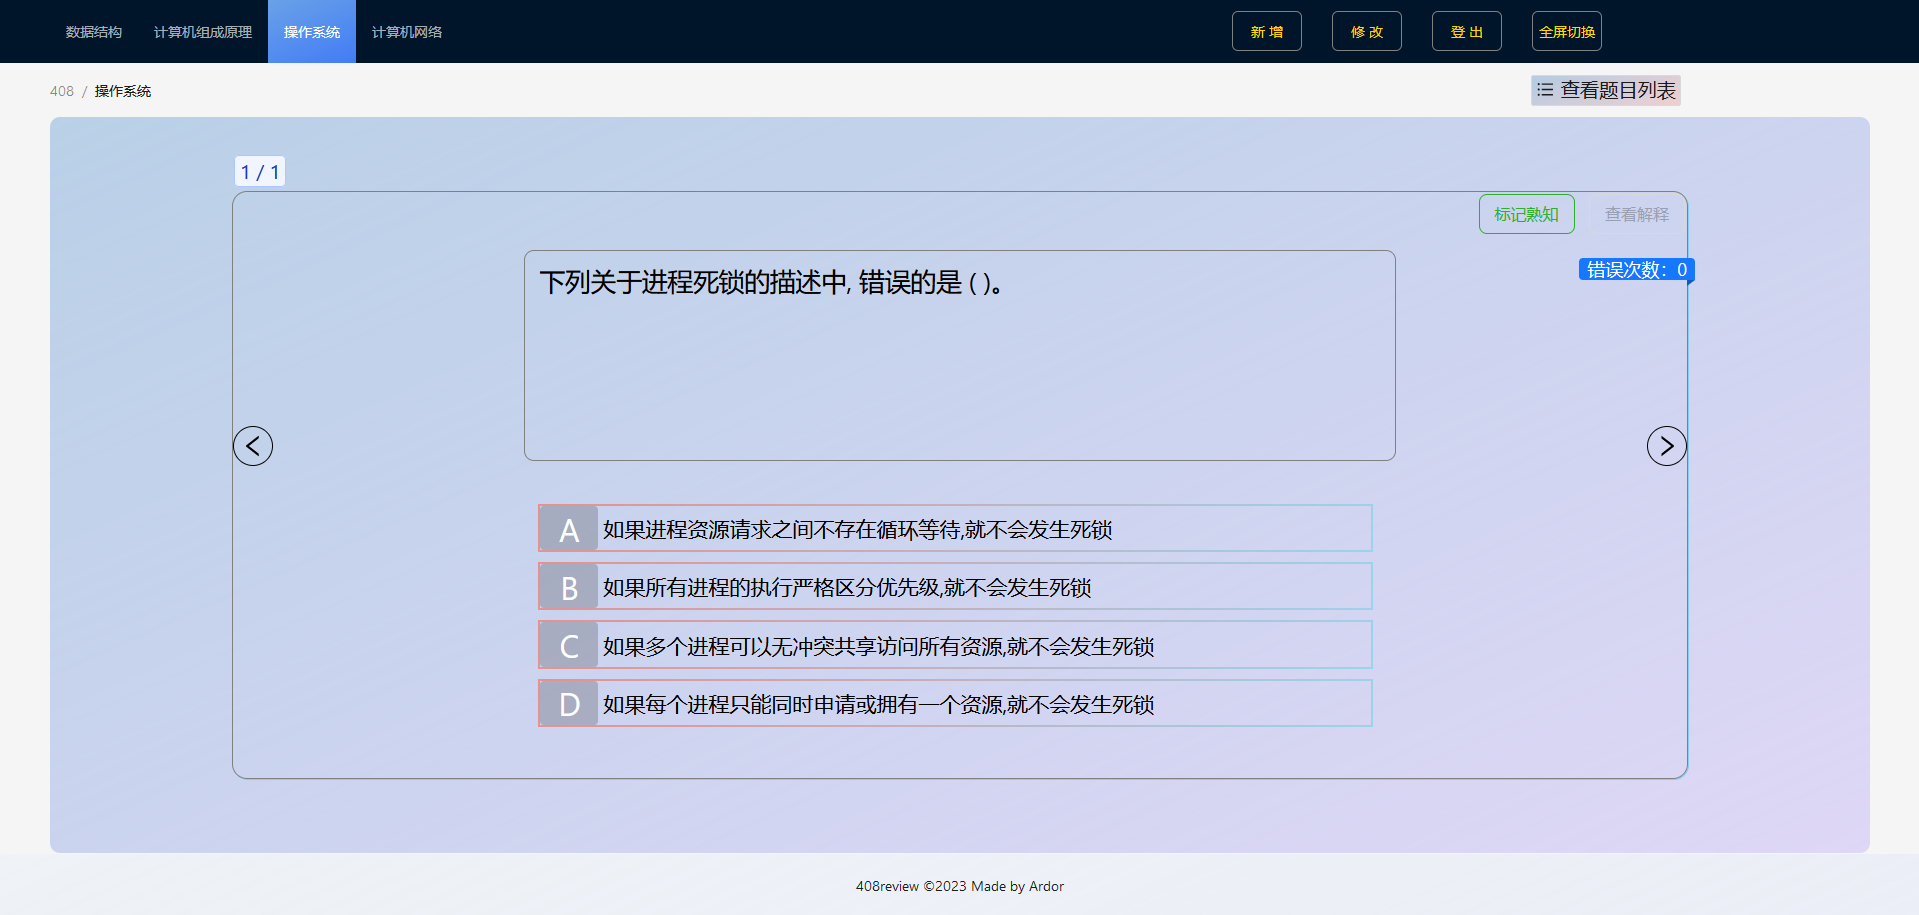 数据结构 计算机组成原理 操作系统 计算机网络 新 增 修 改 登 出 全屏切换
408 / 操作系统 查看题目列表
1 / 1
标记熟知 查看解释
错误次数：0
下列关于进程死锁的描述中, 错误的是 ( )。
A 如果进程资源请求之间不存在循环等待,就不会发生死锁
B 如果所有进程的执行严格区分优先级,就不会发生死锁
C 如果多个进程可以无冲突共享访问所有资源,就不会发生死锁
D 如果每个进程只能同时申请或拥有一个资源,就不会发生死锁
408review ©2023 Made by Ardor